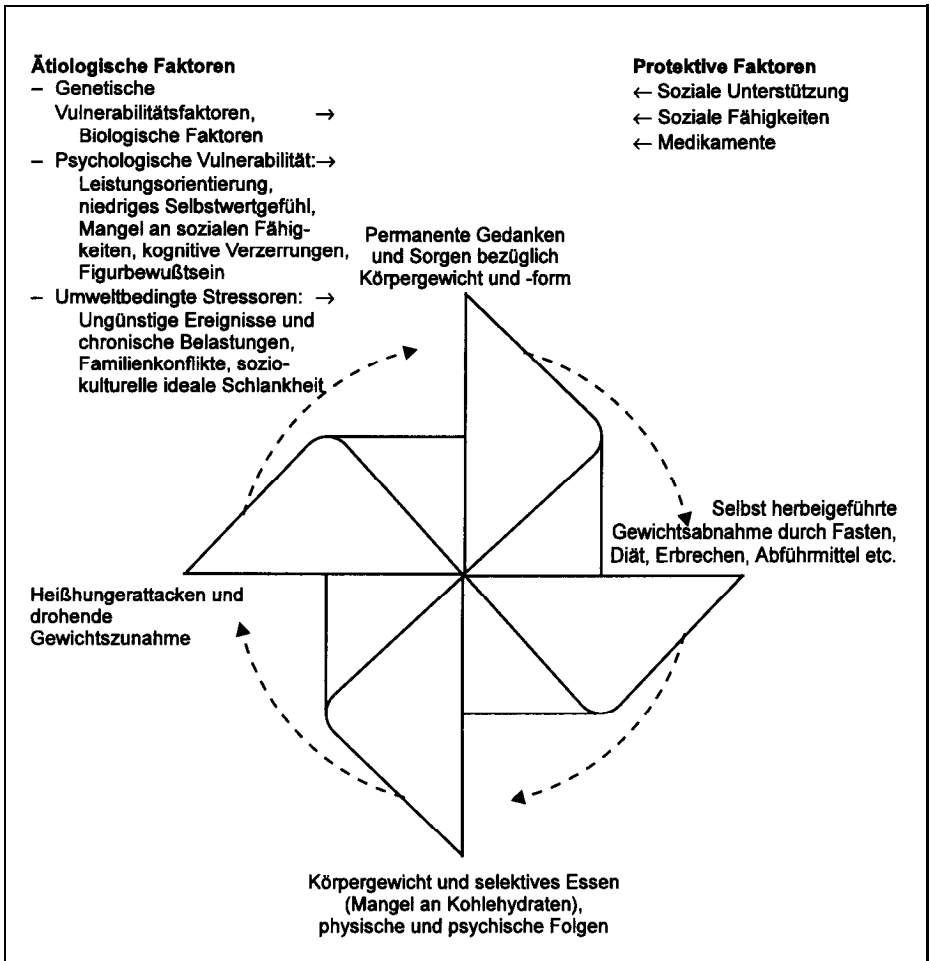 Ätiologische Faktoren
– Genetische
Vulnerabilitätsfaktoren, →
Biologische Faktoren
– Psychologische Vulnerabilität:→
Leistungsorientierung,
niedriges Selbstwertgefühl,
Mangel an sozialen Fähig-
keiten, kognitive Verzerrungen,
Figurbewußtsein
– Umweltbedingte Stressoren: →
Ungünstige Ereignisse und
chronische Belastungen,
Familienkonflikte, sozio-
kulturelle ideale Schlankheit
Protektive Faktoren
← Soziale Unterstützung
← Soziale Fähigkeiten
← Medikamente
Permanente Gedanken
und Sorgen bezüglich
Körpergewicht und -form
Selbst herbeigeführte
Gewichtsabnahme durch Fasten,
Diät, Erbrechen, Abführmittel etc.
Heißhungerattacken und
drohende
Gewichtszunahme
Körpergewicht und selektives Essen
(Mangel an Kohlehydraten),
physische und psychische Folgen